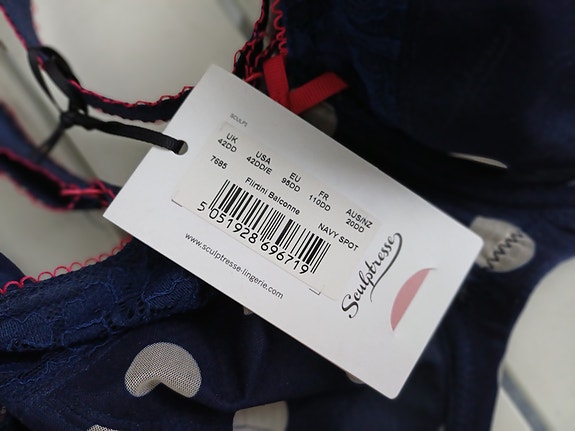 SCULPT
UK USA EU FR AUS/NZ
42DD 42DD/E 95DD 110DD 20DD
7685 Flirtini Balconne NAVY SPOT
5 051928 696719
www.sculptresse-lingerie.com
Sculptresse